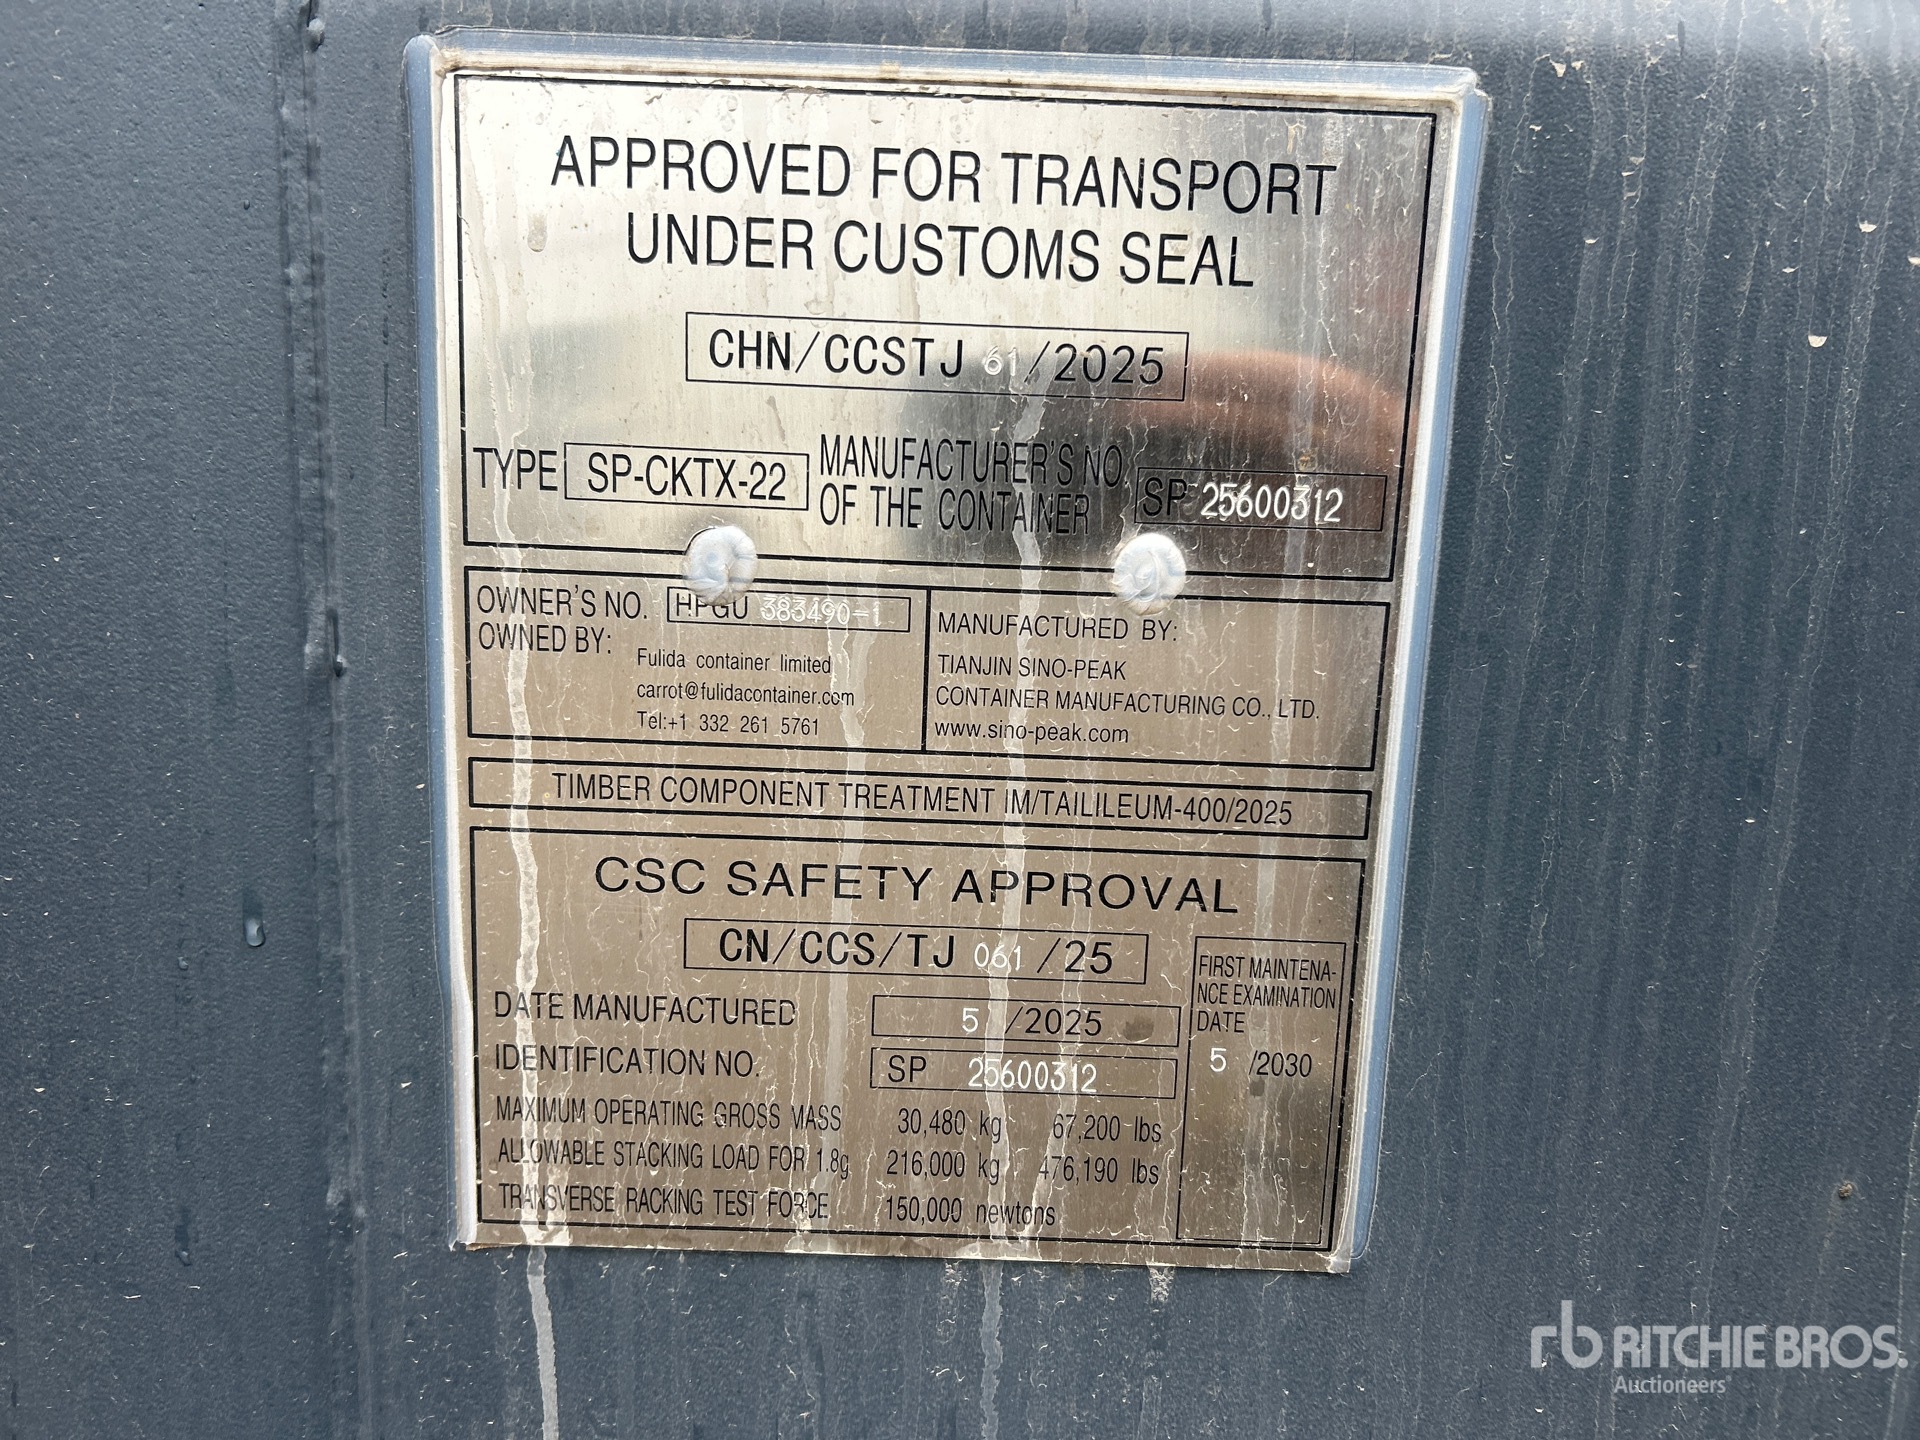 APPROVED FOR TRANSPORT
UNDER CUSTOMS SEAL
CHN/CCSTJ 61/2025
TYPE SP-CKTX-22 MANUFACTURER'S NO. OF THE CONTAINER SP 25600312
OWNER'S NO. HPGU 383490-1
OWNED BY:
Fulida container limited
carrot@fulidacontainer.com
Tel:+1 332 261 5761
MANUFACTURED BY:
TIANJIN SINO-PEAK
CONTAINER MANUFACTURING CO., LTD.
www.sino-peak.com
TIMBER COMPONENT TREATMENT IM/TAILILEUM-400/2025
CSC SAFETY APPROVAL
CN/CCS/TJ 061 /25
DATE MANUFACTURED 5 /2025
IDENTIFICATION NO. SP 25600312
MAXIMUM OPERATING GROSS MASS 30,480 kg 67,200 lbs
ALLOWABLE STACKING LOAD FOR 1.8g 216,000 kg 476,190 lbs
TRANSVERSE RACKING TEST FORCE 150,000 newtons
FIRST MAINTENA-
NCE EXAMINATION
DATE
5 /2030
rb RITCHIE BROS.
Auctioneers